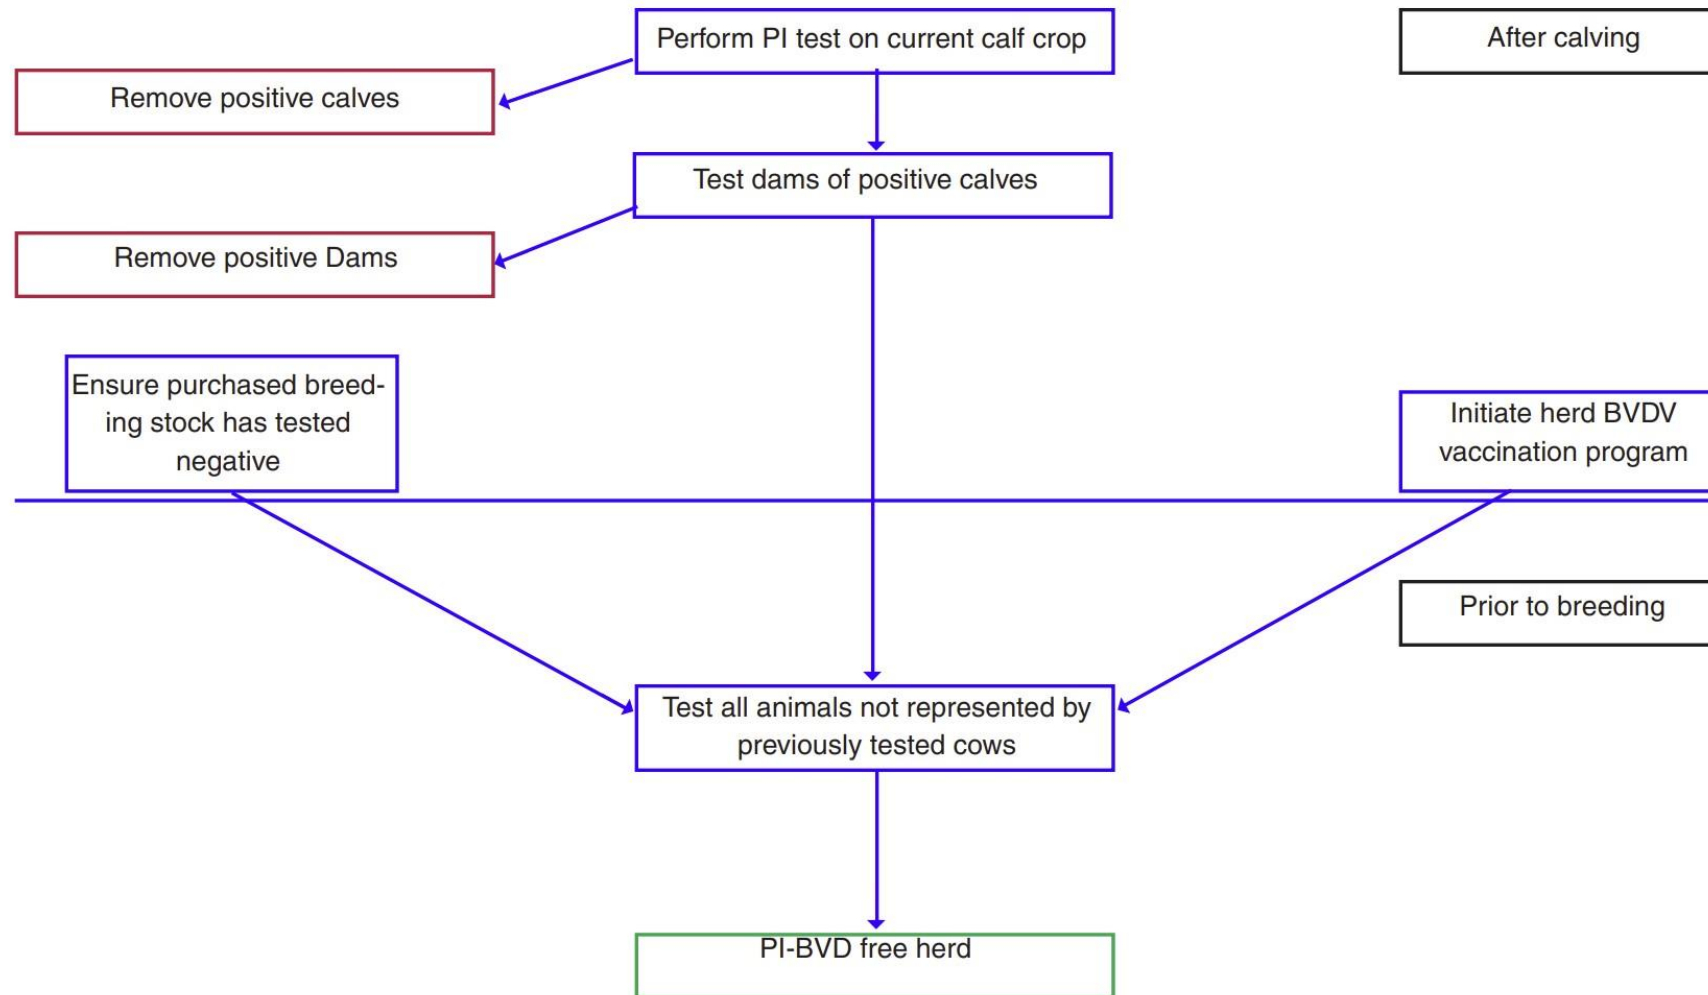 Perform PI test on current calf crop
After calving
Remove positive calves
Test dams of positive calves
Remove positive Dams
Ensure purchased breed-
ing stock has tested
negative
Initiate herd BVDV
vaccination program
Prior to breeding
Test all animals not represented by
previously tested cows
PI-BVD free herd